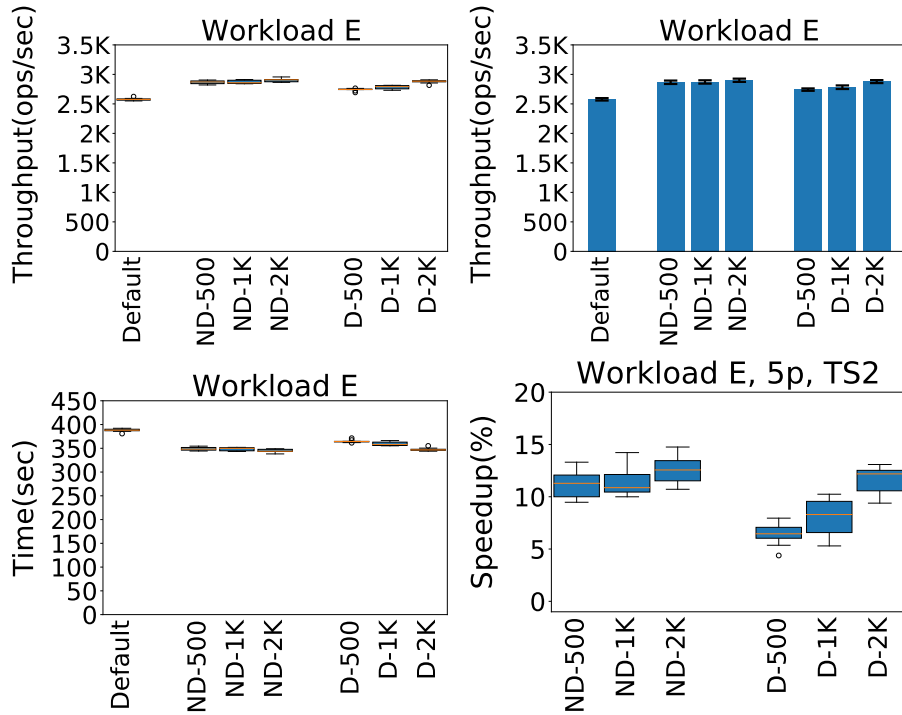 Workload E
Throughput(ops/sec)
3.5K
3K
2.5K
2K
1.5K
1K
500
0
Default
ND-500
ND-1K
ND-2K
D-500
D-1K
D-2K
Workload E
Throughput(ops/sec)
3.5K
3K
2.5K
2K
1.5K
1K
500
0
Default
ND-500
ND-1K
ND-2K
D-500
D-1K
D-2K
Workload E
Time(sec)
450
400
350
300
250
200
150
100
50
0
Default
ND-500
ND-1K
ND-2K
D-500
D-1K
D-2K
Workload E, 5p, TS2
Speedup(%)
20
15
10
5
0
ND-500
ND-1K
ND-2K
D-500
D-1K
D-2K